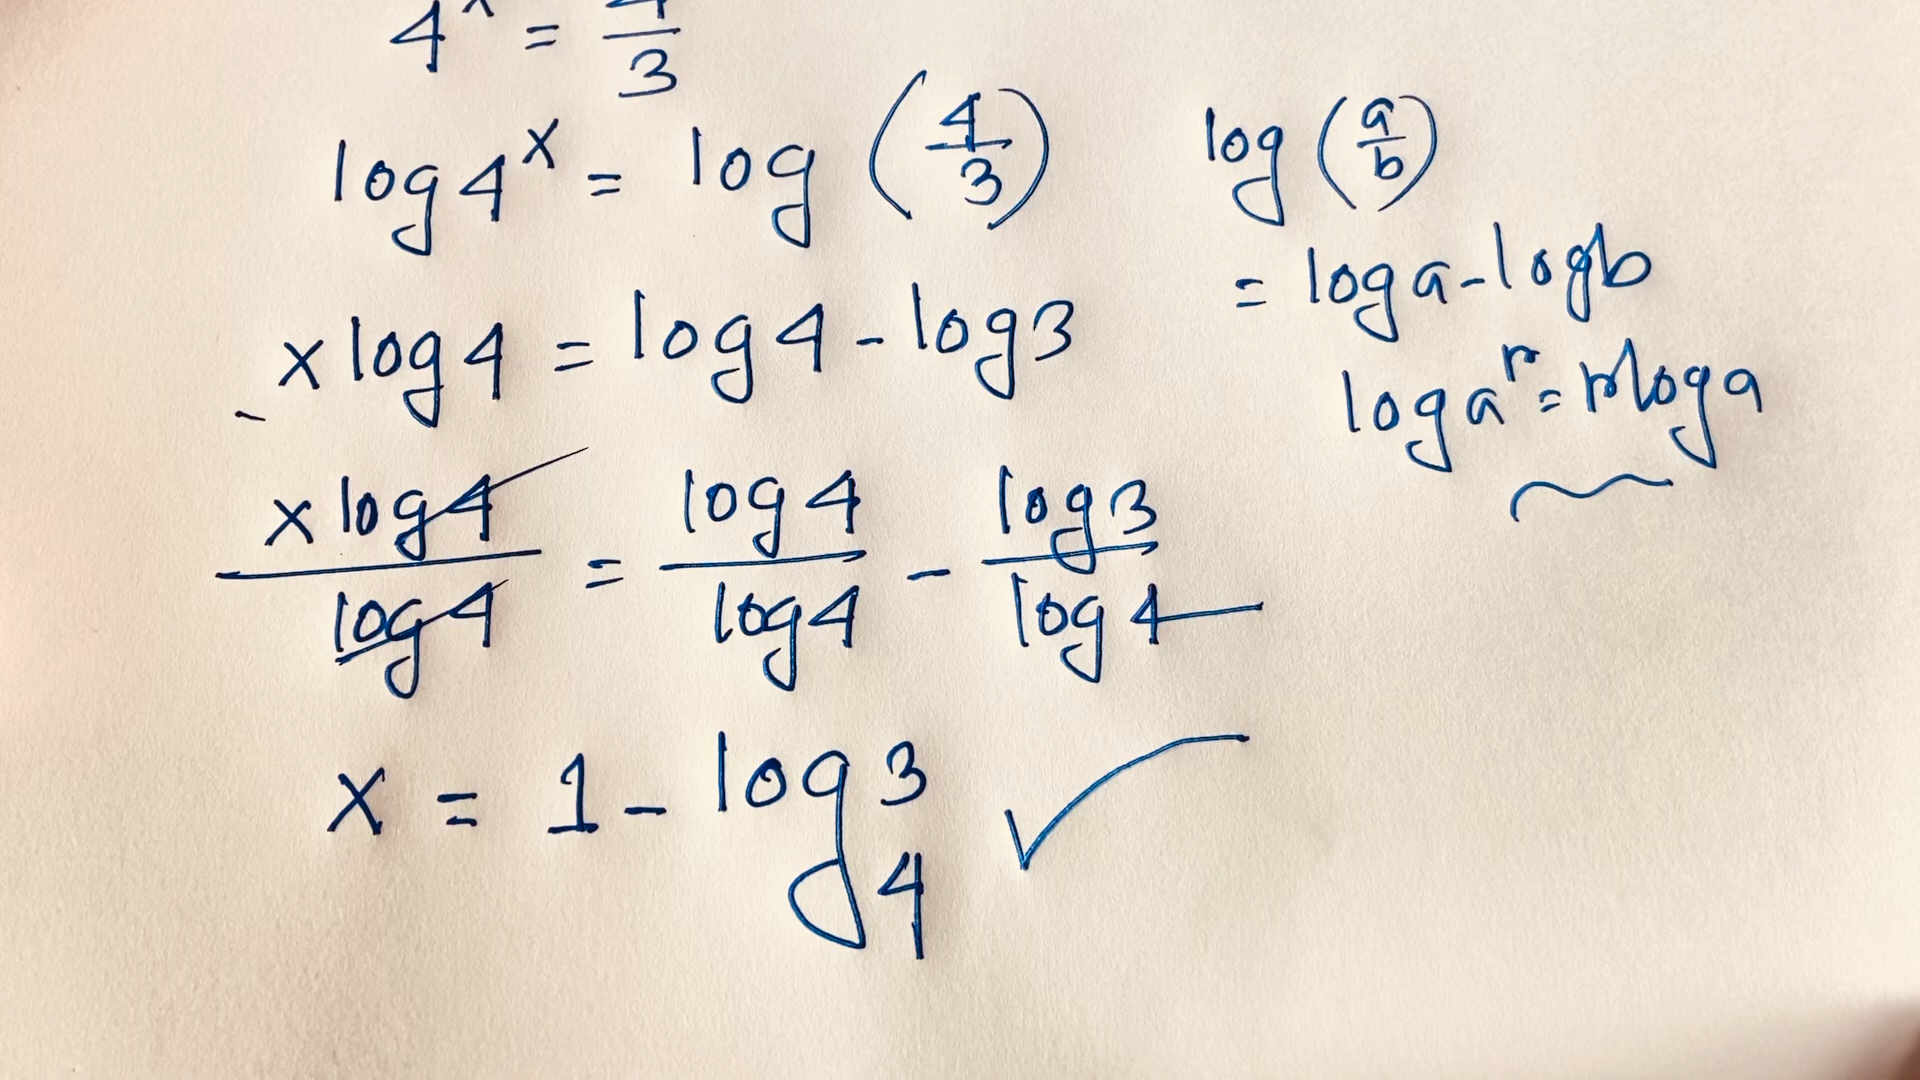 4^x = 4/3
log 4^x = log (4/3)
x log 4 = log 4 - log 3
x log 4 / log 4 = log 4 / log 4 - log 3 / log 4
x = 1 - log_4 3 ✓
log (a/b)
= log a - log b
log a^r = r log a